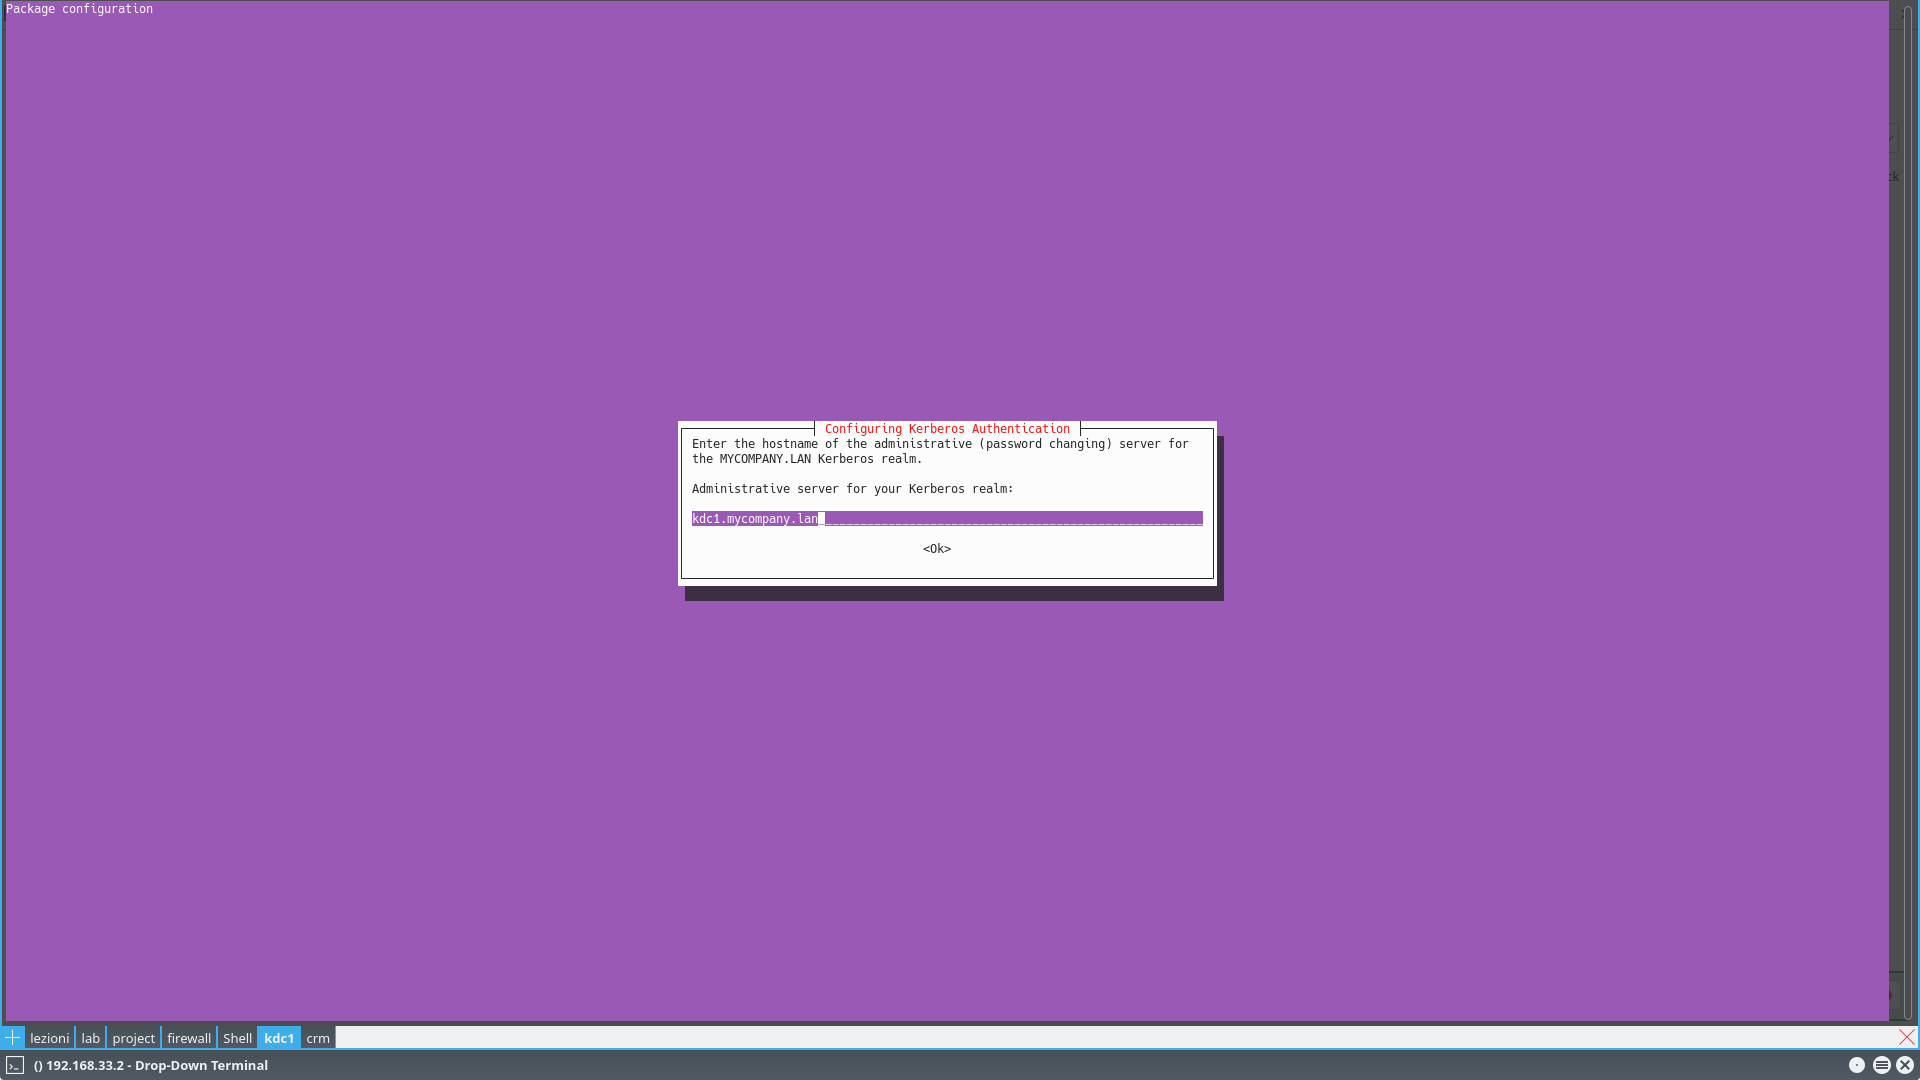 Package configuration
ck
Configuring Kerberos Authentication
Enter the hostname of the administrative (password changing) server for
the MYCOMPANY.LAN Kerberos realm.
Administrative server for your Kerberos realm:
kdc1.mycompany.lan
<Ok>
lezioni lab project firewall Shell kdc1 crm
() 192.168.33.2 - Drop-Down Terminal